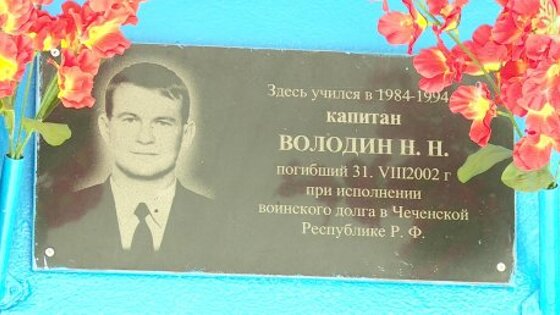 Здесь учился в 1984-1994
капитан
ВОЛОДИН Н. Н.
погибший 31. VIII2002 г
при исполнении
воинского долга в Чеченской
Республике Р. Ф.